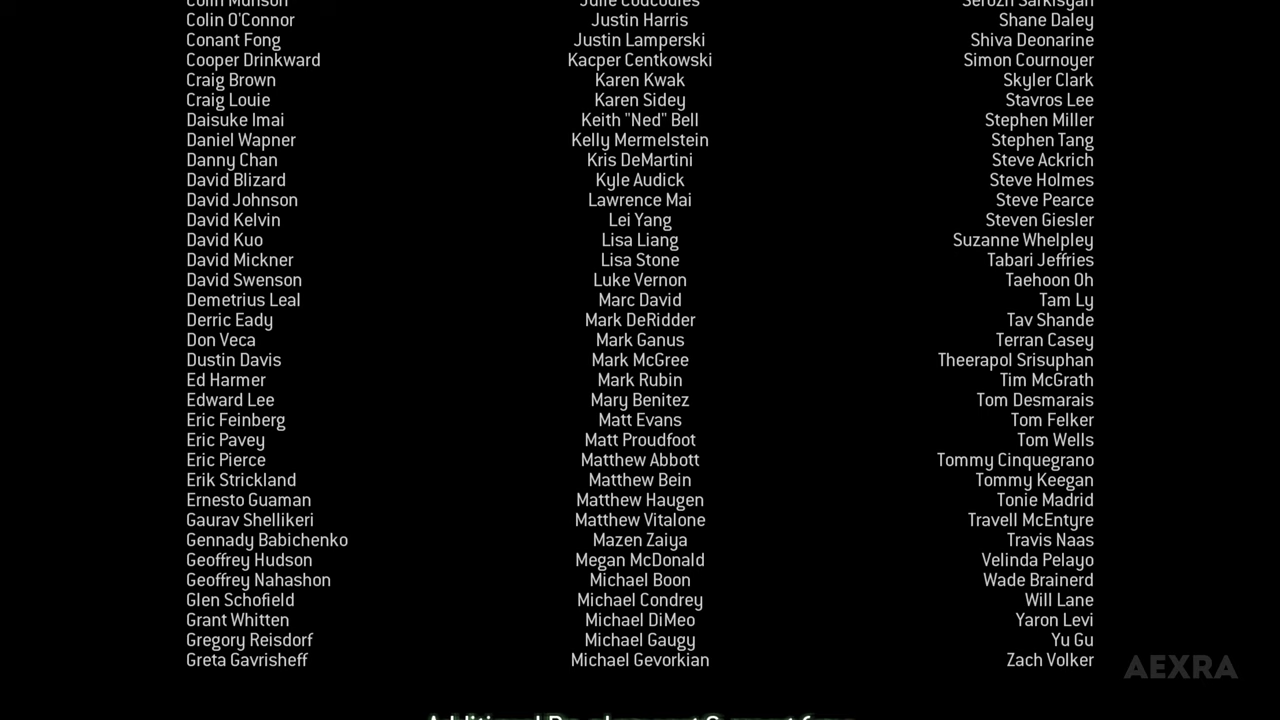 Colin Munson
Colin O'Connor
Conant Fong
Cooper Drinkward
Craig Brown
Craig Louie
Daisuke Imai
Daniel Wapner
Danny Chan
David Blizard
David Johnson
David Kelvin
David Kuo
David Mickner
David Swenson
Demetrius Leal
Derric Eady
Don Veca
Dustin Davis
Ed Harmer
Edward Lee
Eric Feinberg
Eric Pavey
Eric Pierce
Erik Strickland
Ernesto Guaman
Gaurav Shellikeri
Gennady Babichenko
Geoffrey Hudson
Geoffrey Nahashon
Glen Schofield
Grant Whitten
Gregory Reisdorf
Greta Gavrisheff
Justin Harris
Justin Lamperski
Kacper Centkowski
Karen Kwak
Karen Sidey
Keith "Ned" Bell
Kelly Mermelstein
Kris DeMartini
Kyle Audick
Lawrence Mai
Lei Yang
Lisa Liang
Lisa Stone
Luke Vernon
Marc David
Mark DeRidder
Mark Ganus
Mark McGree
Mark Rubin
Mary Benitez
Matt Evans
Matt Proudfoot
Matthew Abbott
Matthew Bein
Matthew Haugen
Matthew Vitalone
Mazen Zaiya
Megan McDonald
Michael Boon
Michael Condrey
Michael DiMeo
Michael Gaugy
Michael Gevorkian
Serozh Sarkisyan
Shane Daley
Shiva Deonarine
Simon Cournoyer
Skyler Clark
Stavros Lee
Stephen Miller
Stephen Tang
Steve Ackrich
Steve Holmes
Steve Pearce
Steven Giesler
Suzanne Whelpley
Tabari Jeffries
Taehoon Oh
Tam Ly
Tav Shande
Terran Casey
Theerapol Srisuphan
Tim McGrath
Tom Desmarais
Tom Felker
Tom Wells
Tommy Cinquegrano
Tommy Keegan
Tonie Madrid
Travell McEntyre
Travis Naas
Velinda Pelayo
Wade Brainerd
Will Lane
Yaron Levi
Yu Gu
Zach Volker
AEXRA